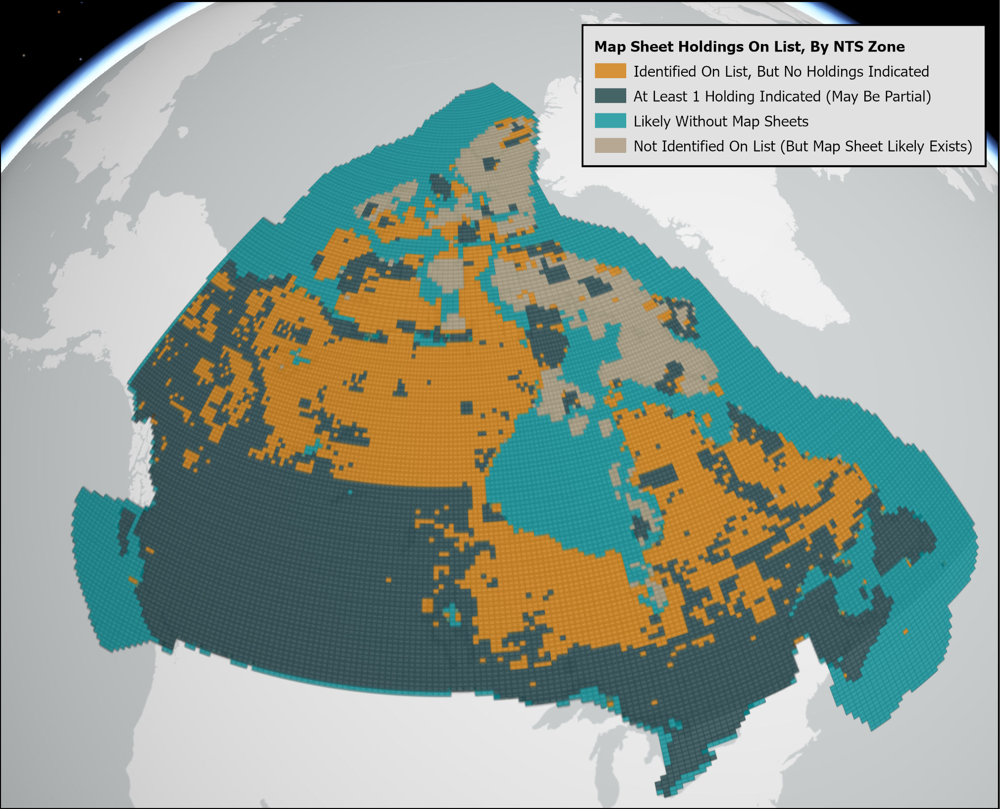 Map Sheet Holdings On List, By NTS Zone
Identified On List, But No Holdings Indicated
At Least 1 Holding Indicated (May Be Partial)
Likely Without Map Sheets
Not Identified On List (But Map Sheet Likely Exists)